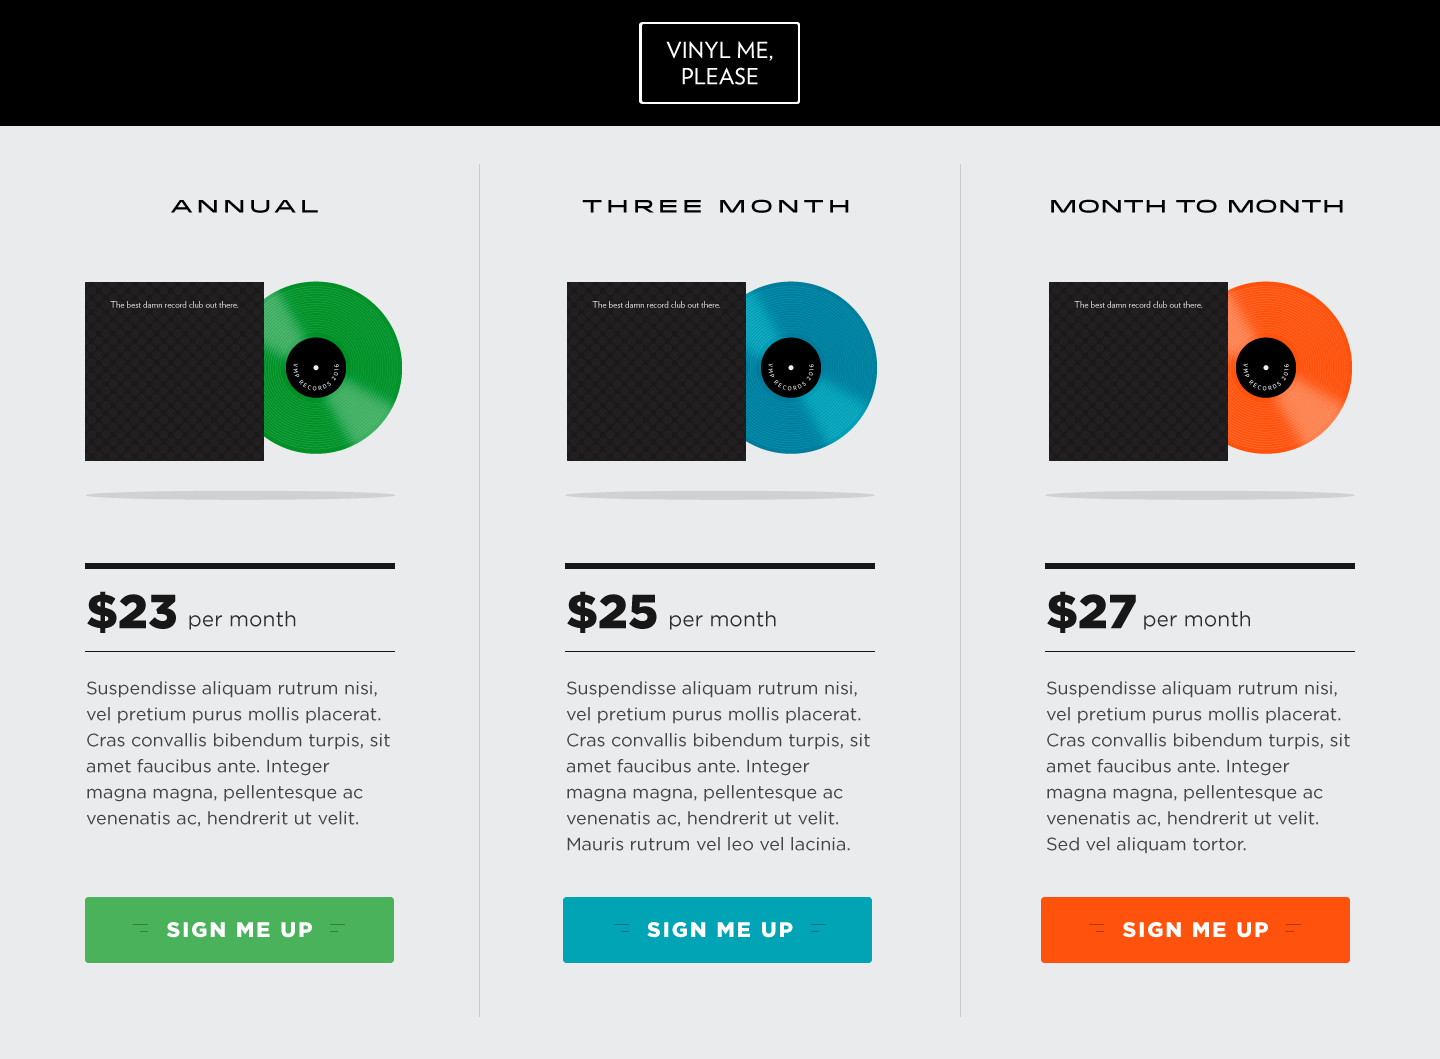 VINYL ME,
PLEASE
ANNUAL
The best damn record club out there.
VMP RECORDS 2016
$23 per month
Suspendisse aliquam rutrum nisi,
vel pretium purus mollis placerat.
Cras convallis bibendum turpis, sit
amet faucibus ante. Integer
magna magna, pellentesque ac
venenatis ac, hendrerit ut velit.
SIGN ME UP
THREE MONTH
The best damn record club out there.
VMP RECORDS 2016
$25 per month
Suspendisse aliquam rutrum nisi,
vel pretium purus mollis placerat.
Cras convallis bibendum turpis, sit
amet faucibus ante. Integer
magna magna, pellentesque ac
venenatis ac, hendrerit ut velit.
Mauris rutrum vel leo vel lacinia.
SIGN ME UP
MONTH TO MONTH
The best damn record club out there.
VMP RECORDS 2016
$27 per month
Suspendisse aliquam rutrum nisi,
vel pretium purus mollis placerat.
Cras convallis bibendum turpis, sit
amet faucibus ante. Integer
magna magna, pellentesque ac
venenatis ac, hendrerit ut velit.
Sed vel aliquam tortor.
SIGN ME UP